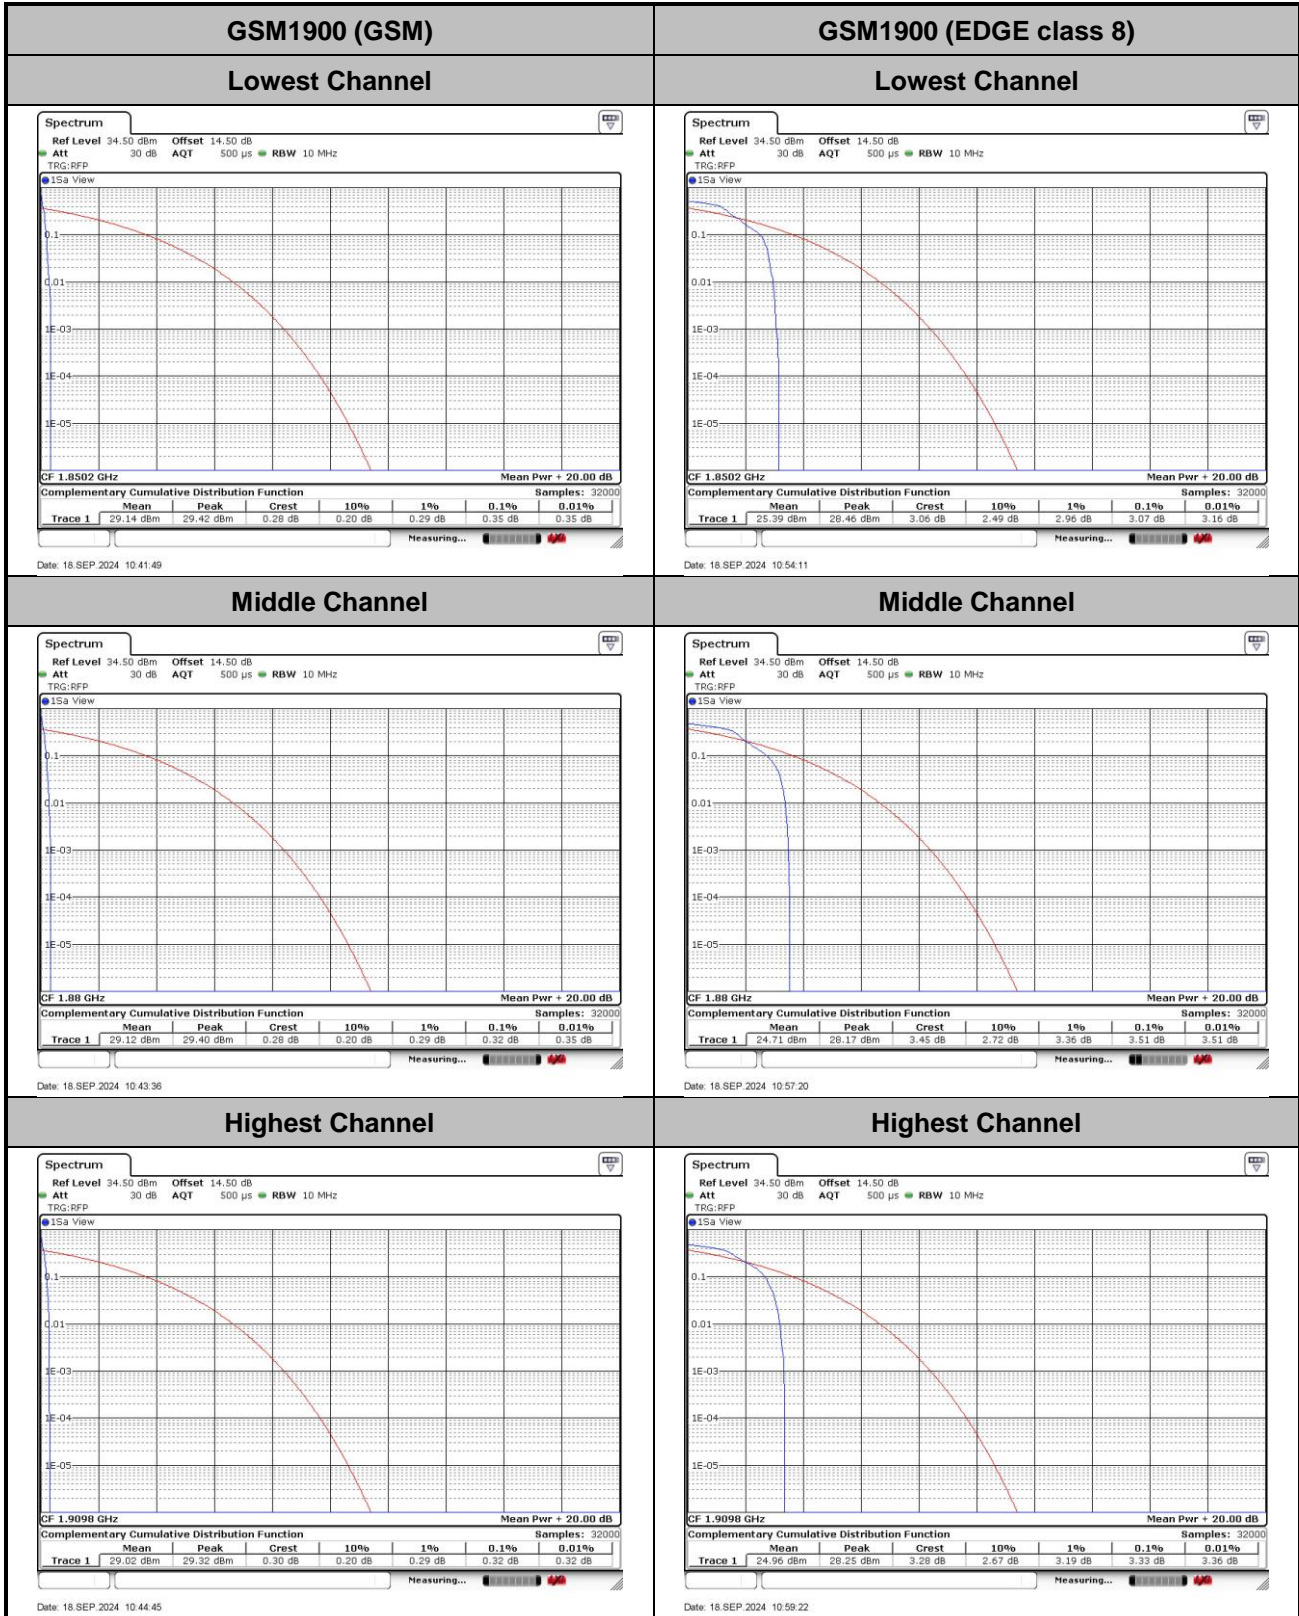 GSM1900 (GSM)
GSM1900 (EDGE class 8)
Lowest Channel
Lowest Channel
Spectrum
Ref Level 34.50 dBm Offset 14.50 dB
Att 30 dB AQT 500 µs RBW 10 MHz
TRG:RFP
1Sa View
0.1
0.01
1E-03
1E-04
1E-05
CF 1.8502 GHz Mean Pwr + 20.00 dB
Complementary Cumulative Distribution Function Samples: 32000
Mean Peak Crest 10% 1% 0.1% 0.01%
Trace 1 29.14 dBm 29.42 dBm 0.28 dB 0.20 dB 0.29 dB 0.35 dB 0.35 dB
Measuring...
Date: 18.SEP.2024 10:41:49
Spectrum
Ref Level 34.50 dBm Offset 14.50 dB
Att 30 dB AQT 500 µs RBW 10 MHz
TRG:RFP
1Sa View
0.1
0.01
1E-03
1E-04
1E-05
CF 1.8502 GHz Mean Pwr + 20.00 dB
Complementary Cumulative Distribution Function Samples: 32000
Mean Peak Crest 10% 1% 0.1% 0.01%
Trace 1 25.39 dBm 28.46 dBm 3.06 dB 2.49 dB 2.96 dB 3.07 dB 3.16 dB
Measuring...
Date: 18.SEP.2024 10:54:11
Middle Channel
Middle Channel
Spectrum
Ref Level 34.50 dBm Offset 14.50 dB
Att 30 dB AQT 500 µs RBW 10 MHz
TRG:RFP
1Sa View
0.1
0.01
1E-03
1E-04
1E-05
CF 1.88 GHz Mean Pwr + 20.00 dB
Complementary Cumulative Distribution Function Samples: 32000
Mean Peak Crest 10% 1% 0.1% 0.01%
Trace 1 29.12 dBm 29.40 dBm 0.28 dB 0.20 dB 0.29 dB 0.32 dB 0.35 dB
Measuring...
Date: 18.SEP.2024 10:43:36
Spectrum
Ref Level 34.50 dBm Offset 14.50 dB
Att 30 dB AQT 500 µs RBW 10 MHz
TRG:RFP
1Sa View
0.1
0.01
1E-03
1E-04
1E-05
CF 1.88 GHz Mean Pwr + 20.00 dB
Complementary Cumulative Distribution Function Samples: 32000
Mean Peak Crest 10% 1% 0.1% 0.01%
Trace 1 24.71 dBm 28.17 dBm 3.45 dB 2.72 dB 3.36 dB 3.51 dB 3.51 dB
Measuring...
Date: 18.SEP.2024 10:57:20
Highest Channel
Highest Channel
Spectrum
Ref Level 34.50 dBm Offset 14.50 dB
Att 30 dB AQT 500 µs RBW 10 MHz
TRG:RFP
1Sa View
0.1
0.01
1E-03
1E-04
1E-05
CF 1.9098 GHz Mean Pwr + 20.00 dB
Complementary Cumulative Distribution Function Samples: 32000
Mean Peak Crest 10% 1% 0.1% 0.01%
Trace 1 29.02 dBm 29.32 dBm 0.30 dB 0.20 dB 0.29 dB 0.32 dB 0.32 dB
Measuring...
Date: 18.SEP.2024 10:44:45
Spectrum
Ref Level 34.50 dBm Offset 14.50 dB
Att 30 dB AQT 500 µs RBW 10 MHz
TRG:RFP
1Sa View
0.1
0.01
1E-03
1E-04
1E-05
CF 1.9098 GHz Mean Pwr + 20.00 dB
Complementary Cumulative Distribution Function Samples: 32000
Mean Peak Crest 10% 1% 0.1% 0.01%
Trace 1 24.96 dBm 28.25 dBm 3.28 dB 2.67 dB 3.19 dB 3.33 dB 3.36 dB
Measuring...
Date: 18.SEP.2024 10:59:22